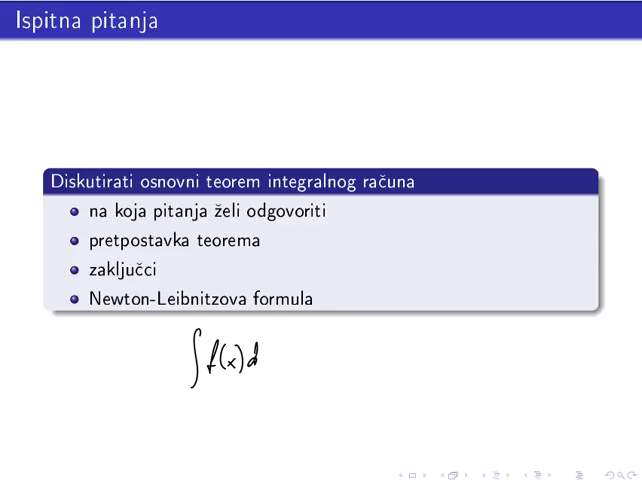 Ispitna pitanja
Diskutirati osnovni teorem integralnog računa
na koja pitanja želi odgovoriti
pretpostavka teorema
zaključci
Newton-Leibnitzova formula
∫f(x)d